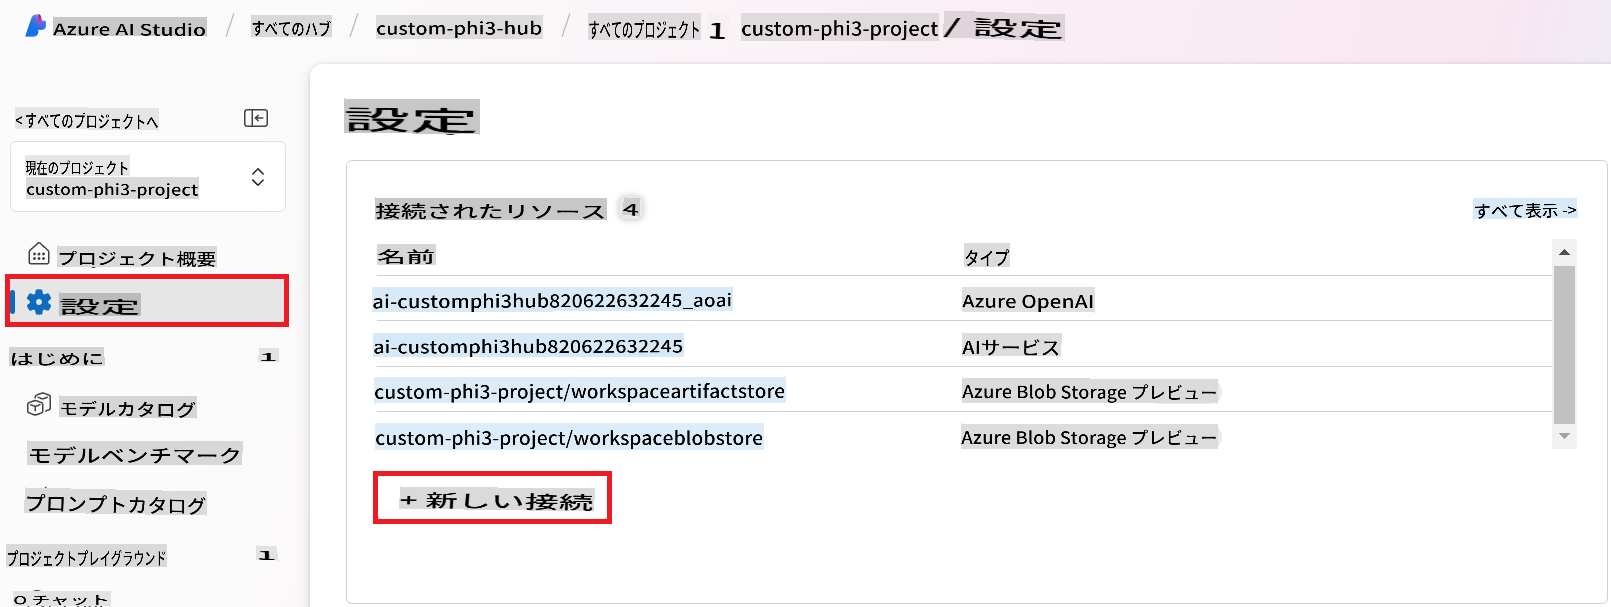 Azure AI Studio / すべてのハブ / custom-phi3-hub / すべてのプロジェクト 1 custom-phi3-project / 設定
<すべてのプロジェクトへ
現在のプロジェクト
custom-phi3-project
プロジェクト概要
設定
はじめに 1
モデルカタログ
モデルベンチマーク
プロンプトカタログ
プロジェクトプレイグラウンド 1
チャット
設定
接続されたリソース 4
すべて表示 ->
名前 タイプ
ai-customphi3hub820622632245_aoai Azure OpenAI
ai-customphi3hub820622632245 AIサービス
custom-phi3-project/workspaceartifactstore Azure Blob Storage プレビュー
custom-phi3-project/workspaceblobstore Azure Blob Storage プレビュー
+ 新しい接続